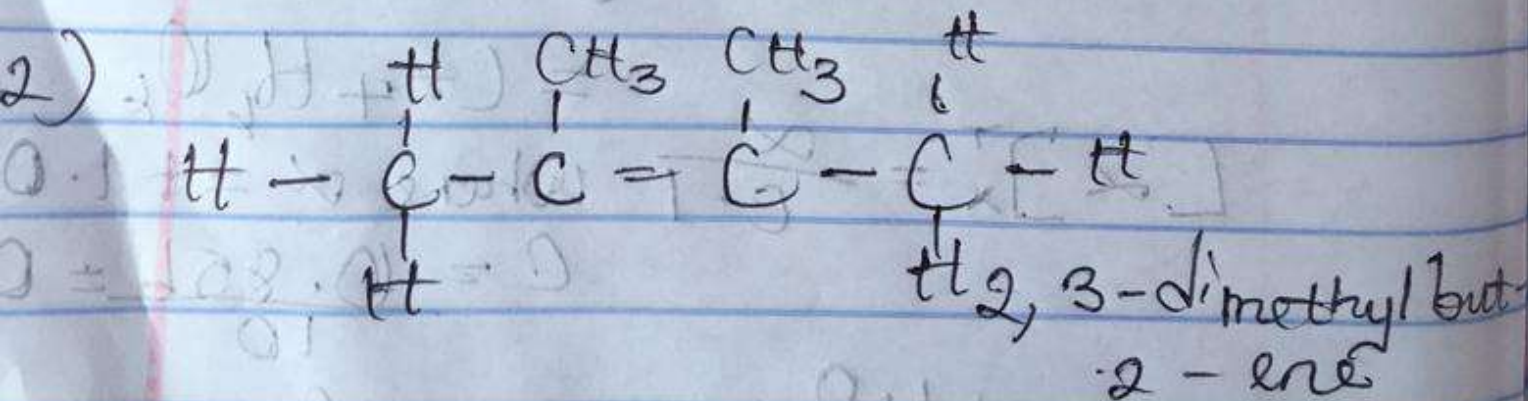 2)
H CH3 CH3 H
H - C - C = C - C - H
H H
2, 3-dimethyl but-
2 - ene